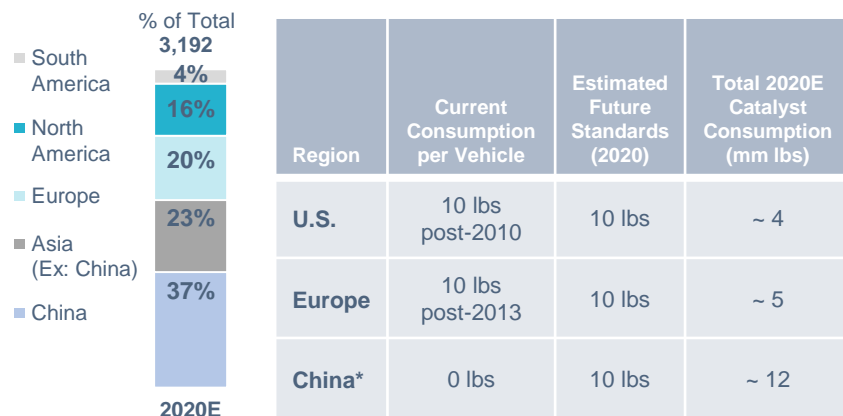 % of Total
3,192
South
America
North
America
Europe
Asia
(Ex: China)
China
4%
16%
20%
23%
37%
2020E
Region
Current
Consumption
per Vehicle
Estimated
Future
Standards
(2020)
Total 2020E
Catalyst
Consumption
(mm lbs)
U.S.
10 lbs
post-2010
10 lbs
~ 4
Europe
10 lbs
post-2013
10 lbs
~ 5
China*
0 lbs
10 lbs
~ 12